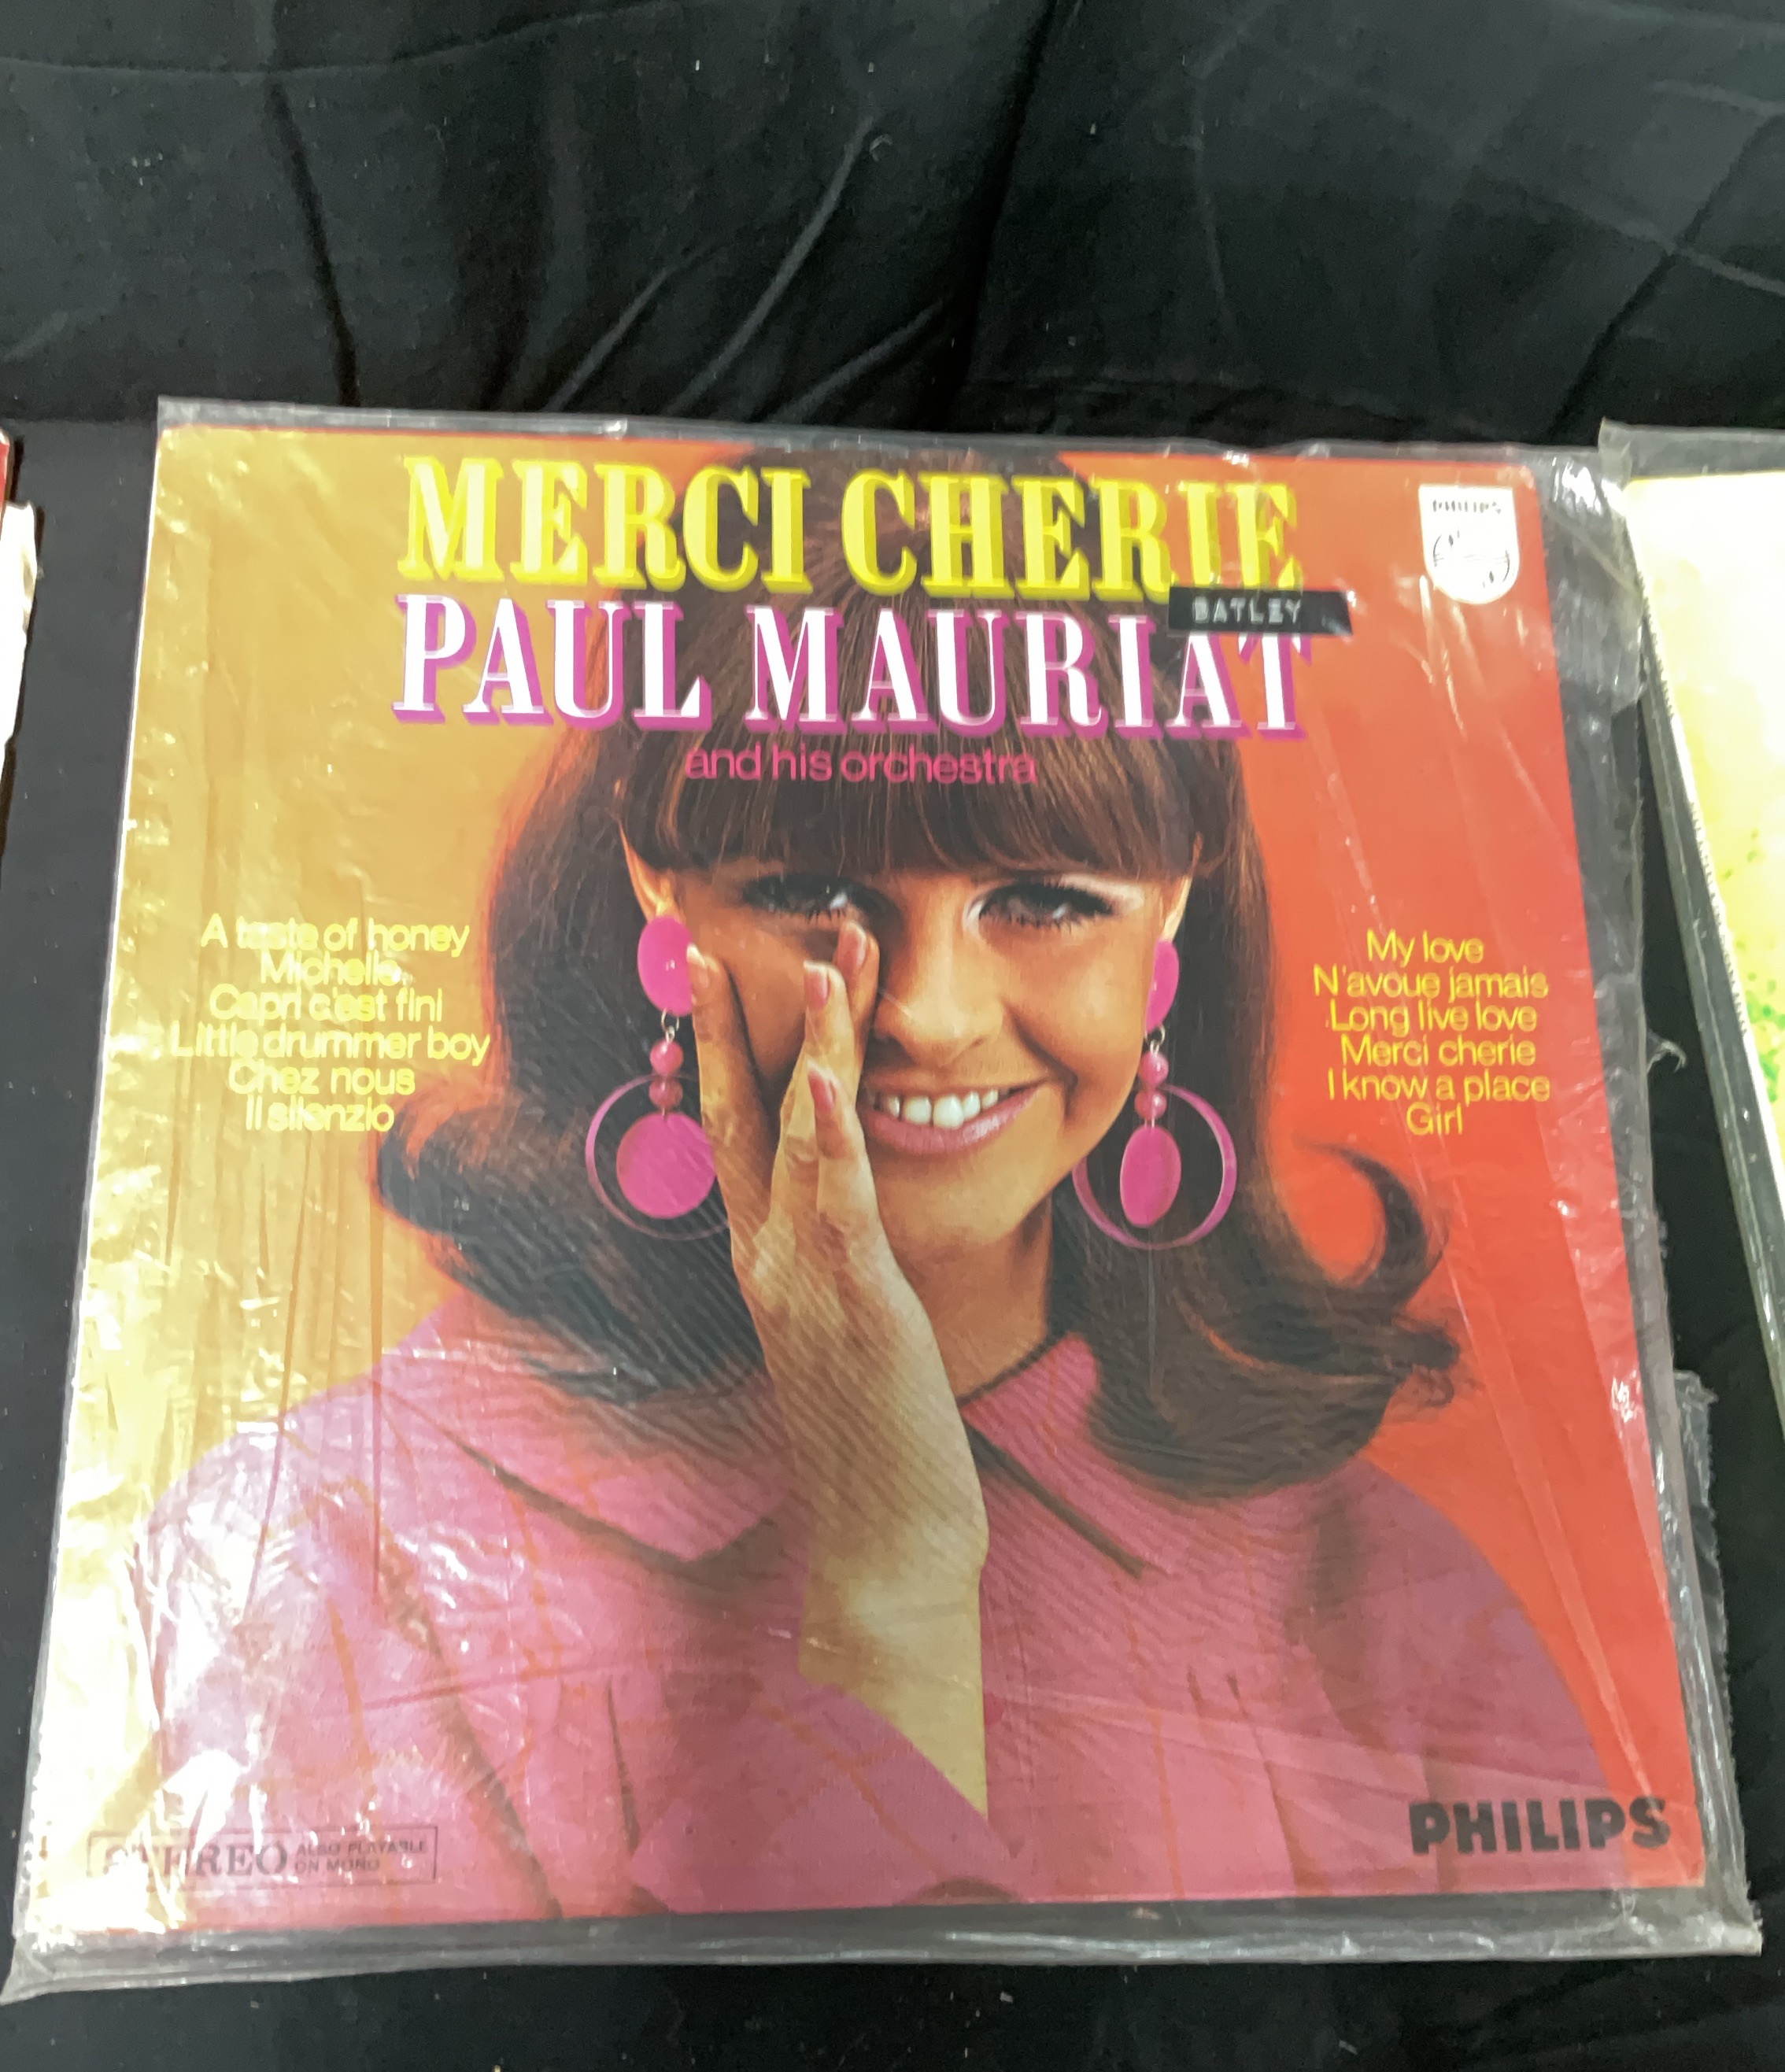 MERCI CHERIE
PHILIPS
BATLEY
PAUL MAURIAT
and his orchestra
A taste of honey
Michelle
Capri c'est fini
Little drummer boy
Chez nous
Il silenzio
My love
N'avoue jamais
Long live love
Merci cherie
I know a place
Girl
STEREO ALSO PLAYABLE
ON MONO
PHILIPS